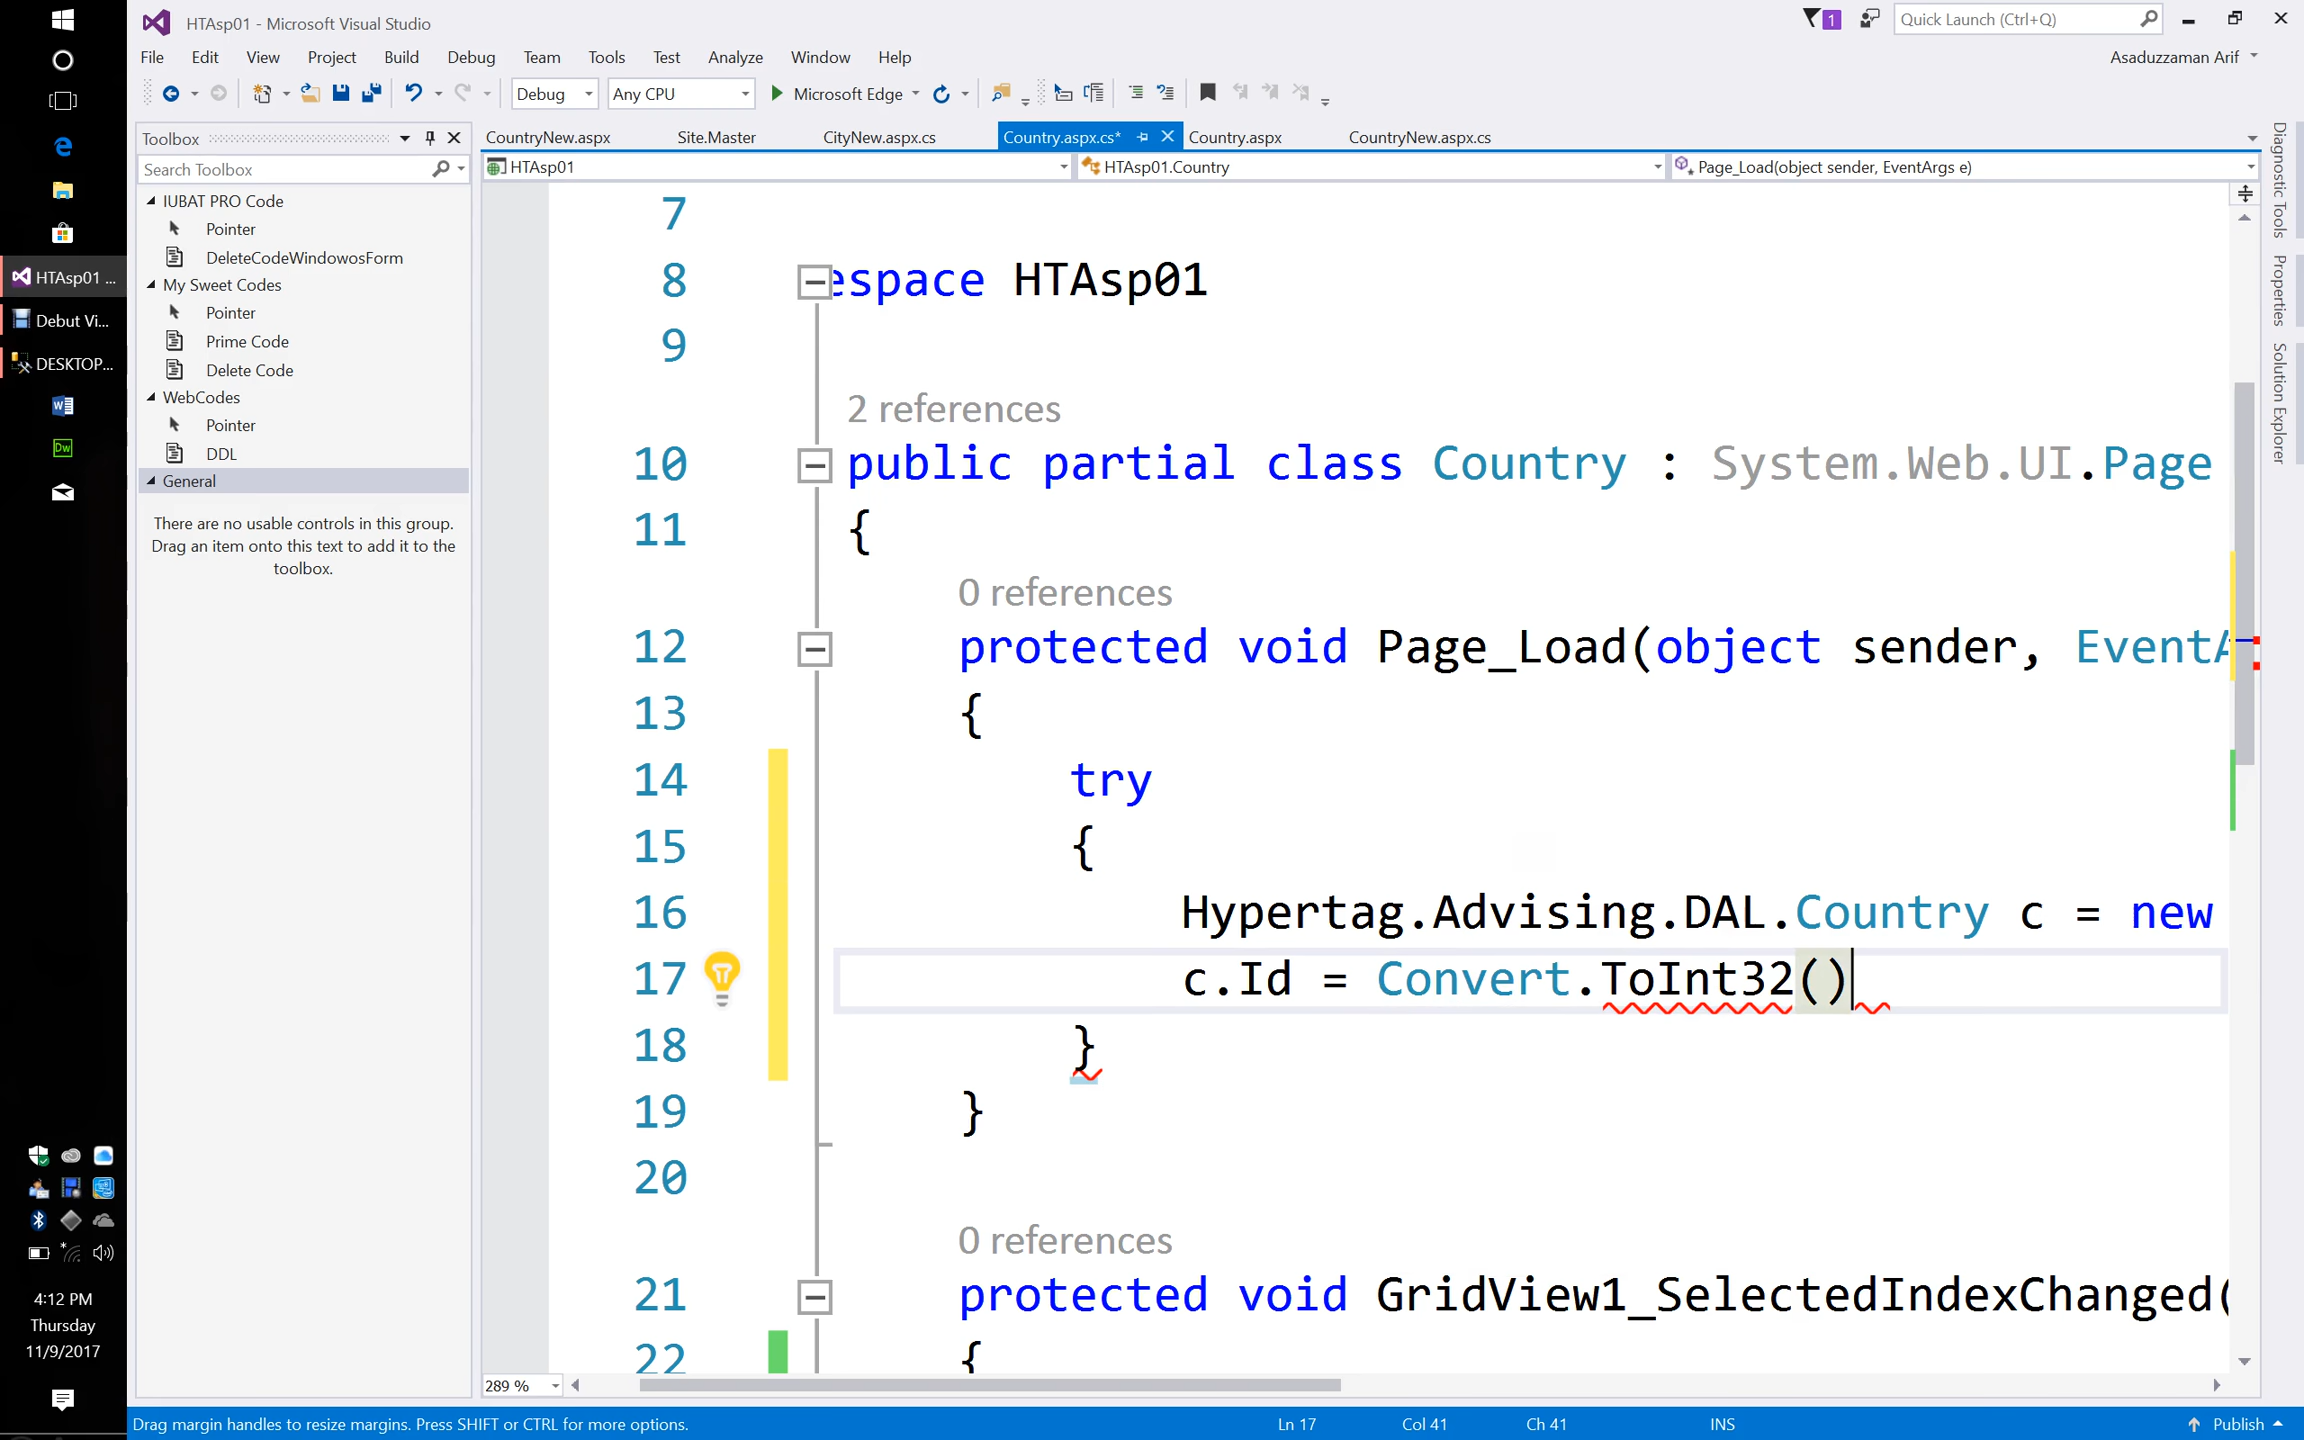 HTAsp01 - Microsoft Visual Studio
1
Quick Launch (Ctrl+Q)
File Edit View Project Build Debug Team Tools Test Analyze Window Help
Asaduzzaman Arif
Debug Any CPU Microsoft Edge
Toolbox
Search Toolbox
IUBAT PRO Code
Pointer
DeleteCodeWindowosForm
My Sweet Codes
Pointer
Prime Code
Delete Code
WebCodes
Pointer
DDL
General
There are no usable controls in this group.
Drag an item onto this text to add it to the
toolbox.
CountryNew.aspx Site.Master CityNew.aspx.cs Country.aspx.cs* Country.aspx CountryNew.aspx.cs
HTAsp01 HTAsp01.Country Page_Load(object sender, EventArgs e)
7
8 espace HTAsp01
9
2 references
10 public partial class Country : System.Web.UI.Page
11 {
0 references
12 protected void Page_Load(object sender, EventA
13 {
14 try
15 {
16 Hypertag.Advising.DAL.Country c = new
17 c.Id = Convert.ToInt32()
18 }
19 }
20
0 references
21 protected void GridView1_SelectedIndexChanged(
22 {
289 %
Diagnostic Tools
Properties
Solution Explorer
HTAsp01 ...
Debut Vi...
DESKTOP...
W
Dw
4:12 PM
Thursday
11/9/2017
Drag margin handles to resize margins. Press SHIFT or CTRL for more options. Ln 17 Col 41 Ch 41 INS Publish